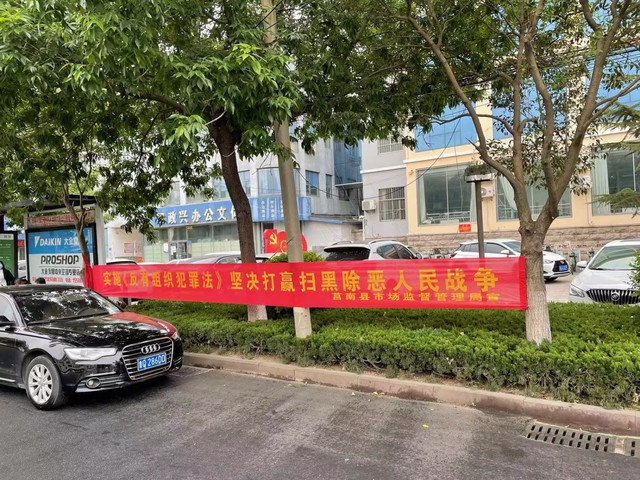 政兴办公文
DAIKIN 大金
PROSHOP
实施《反有组织犯罪法》坚决打赢扫黑除恶人民战争
莒南县市场监督管理局宣